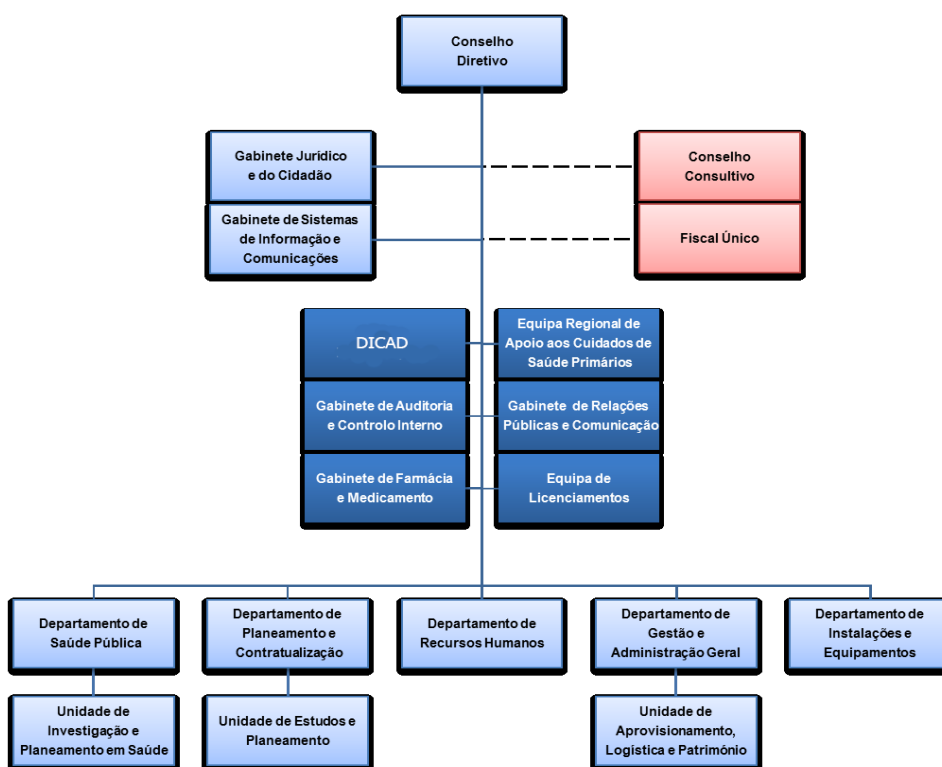 Conselho
Diretivo
Gabinete Jurídico
e do Cidadão
Conselho
Consultivo
Gabinete de Sistemas
de Informação e
Comunicações
Fiscal Único
DICAD
Equipa Regional de
Apoio aos Cuidados de
Saúde Primários
Gabinete de Auditoria
e Controlo Interno
Gabinete de Relações
Públicas e Comunicação
Gabinete de Farmácia
e Medicamento
Equipa de
Licenciamentos
Departamento de
Saúde Pública
Departamento de
Planeamento e
Contratualização
Departamento de
Recursos Humanos
Departamento de
Gestão e
Administração Geral
Departamento de
Instalações e
Equipamentos
Unidade de
Investigação e
Planeamento em Saúde
Unidade de Estudos e
Planeamento
Unidade de
Aprovisionamento,
Logística e Património